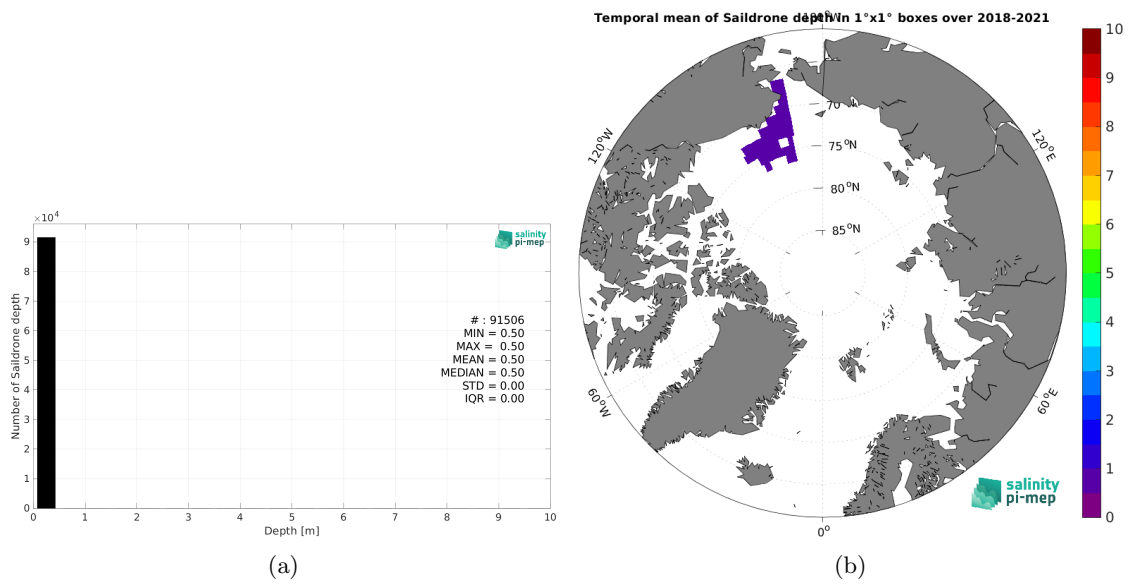 ×10⁴
9
8
7
6
5
4
3
2
1
0
Number of Saildrone depth
salinity
pi-mep
# : 91506
MIN = 0.50
MAX = 0.50
MEAN = 0.50
MEDIAN = 0.50
STD = 0.00
IQR = 0.00
0 1 2 3 4 5 6 7 8 9 10
Depth [m]
(a)
Temporal mean of Saildrone depth in 1°x1° boxes over 2018-2021
180°W
120°W
120°E
70°N
75°N
80°N
85°N
60°W
60°E
0°
salinity
pi-mep
10
9
8
7
6
5
4
3
2
1
0
(b)